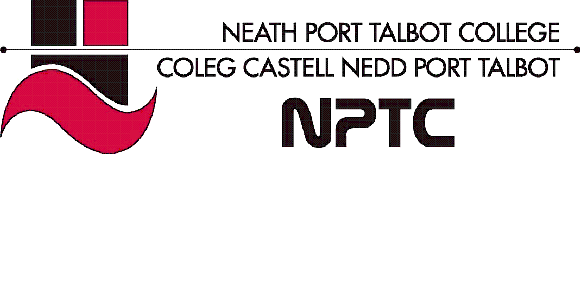 NEATH PORT TALBOT COLLEGE
COLEG CASTELL NEDD PORT TALBOT
NPTC